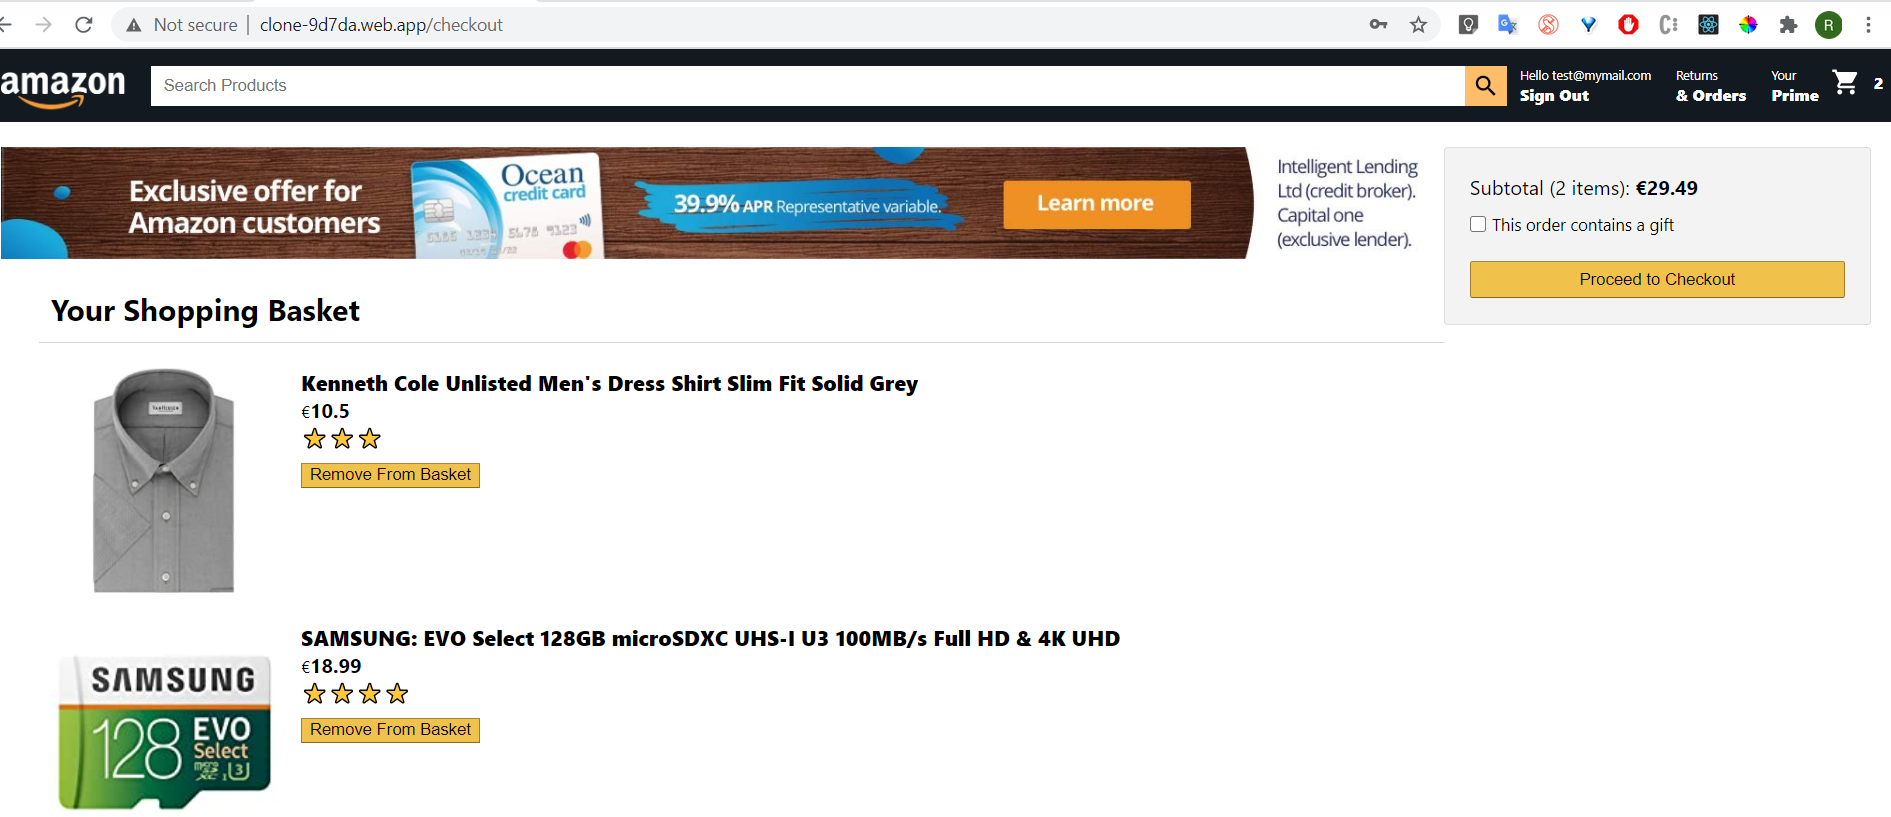 Not secure | clone-9d7da.web.app/checkout
R
amazon
Search Products
Hello test@mymail.com
Sign Out
Returns
& Orders
Your
Prime
2
Exclusive offer for
Amazon customers
Ocean
credit card
39.9% APR Representative variable.
Learn more
Intelligent Lending
Ltd (credit broker).
Capital one
(exclusive lender).
Subtotal (2 items): €29.49
This order contains a gift
Proceed to Checkout
Your Shopping Basket
Kenneth Cole Unlisted Men's Dress Shirt Slim Fit Solid Grey
€10.5
Remove From Basket
SAMSUNG: EVO Select 128GB microSDXC UHS-I U3 100MB/s Full HD & 4K UHD
€18.99
Remove From Basket
SAMSUNG
128 EVO
Select
micro
XC I U3